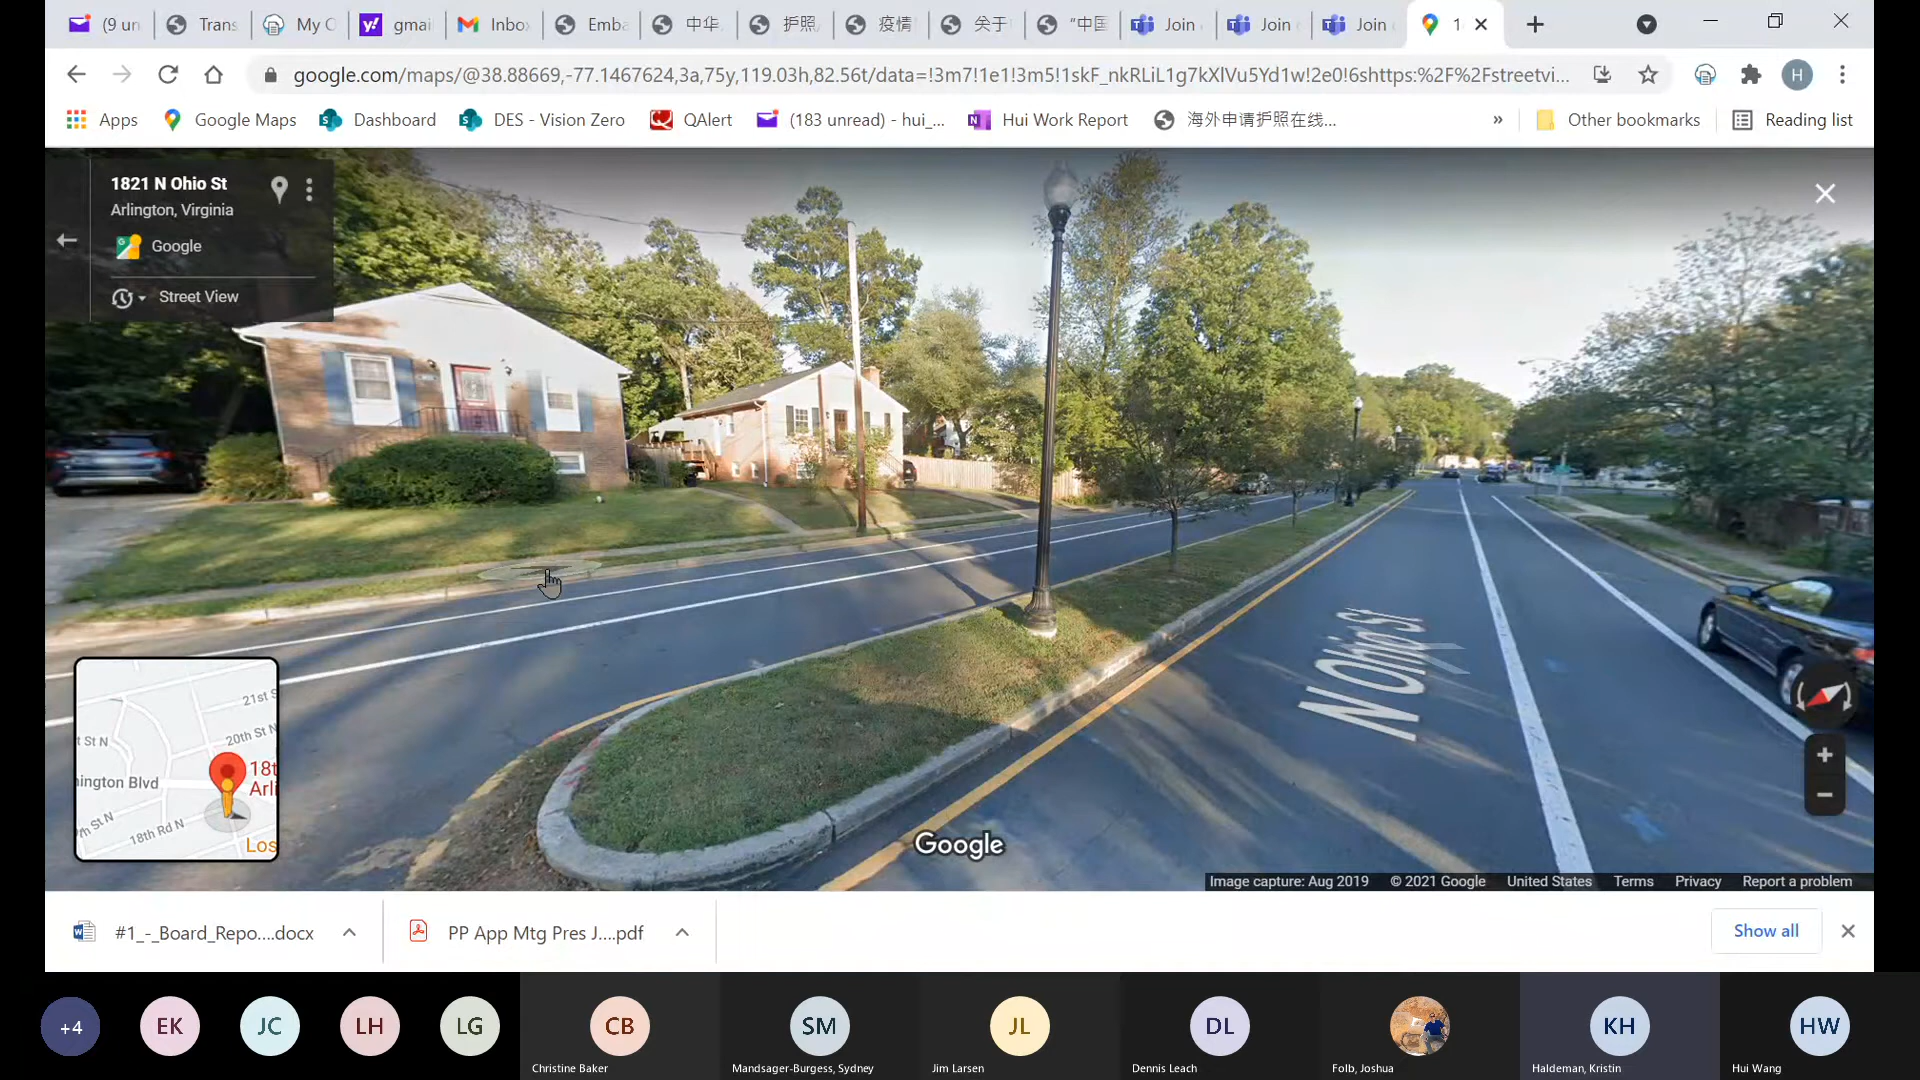 (9 un
Trans
My C
gmai
Inbo
Emba
中华
护照
疫情
关于
“中国
Join
Join
Join
1
google.com/maps/@38.88669,-77.1467624,3a,75y,119.03h,82.56t/data=!3m7!1e1!3m5!1skF_nkRLiL1g7kXlVu5Yd1w!2e0!6shttps:%2F%2Fstreetvi...
H
Apps
Google Maps
Dashboard
DES - Vision Zero
QAlert
(183 unread) - hui_...
Hui Work Report
海外申请护照在线...
»
Other bookmarks
Reading list
1821 N Ohio St
Arlington, Virginia
Google
Street View
N Ohio St
21st S
20th St N
t St N
18t
Arli
ington Blvd
18th Rd N
Los
Google
Image capture: Aug 2019
© 2021 Google
United States
Terms
Privacy
Report a problem
#1_-_Board_Repo....docx
PP App Mtg Pres J....pdf
Show all
+4
EK
JC
LH
LG
CB
SM
JL
DL
KH
HW
Christine Baker
Mandsager-Burgess, Sydney
Jim Larsen
Dennis Leach
Folb, Joshua
Haldeman, Kristin
Hui Wang